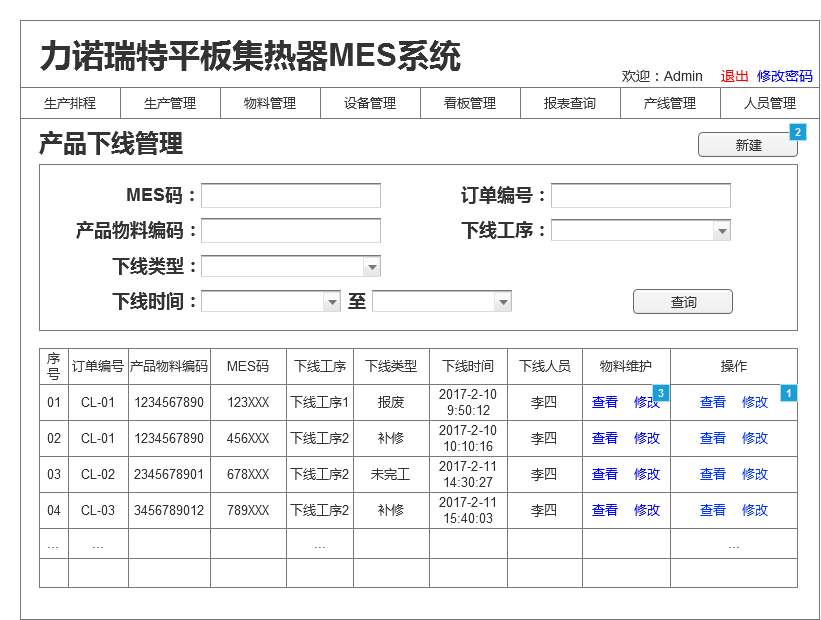 力诺瑞特平板集热器MES系统
欢迎：Admin 退出 修改密码
生产排程 生产管理 物料管理 设备管理 看板管理 报表查询 产线管理 人员管理
产品下线管理
新建 2
MES码： 订单编号：
产品物料编码： 下线工序：
下线类型：
下线时间： 至 查询
序号 订单编号 产品物料编码 MES码 下线工序 下线类型 下线时间 下线人员 物料维护 操作
01 CL-01 1234567890 123XXX 下线工序1 报废 2017-2-10 9:50:12 李四 查看 修改 3 查看 修改 1
02 CL-01 1234567890 456XXX 下线工序2 补修 2017-2-10 10:10:16 李四 查看 修改 查看 修改
03 CL-02 2345678901 678XXX 下线工序2 未完工 2017-2-11 14:30:27 李四 查看 修改 查看 修改
04 CL-03 3456789012 789XXX 下线工序2 补修 2017-2-11 15:40:03 李四 查看 修改 查看 修改
... ... ... ...